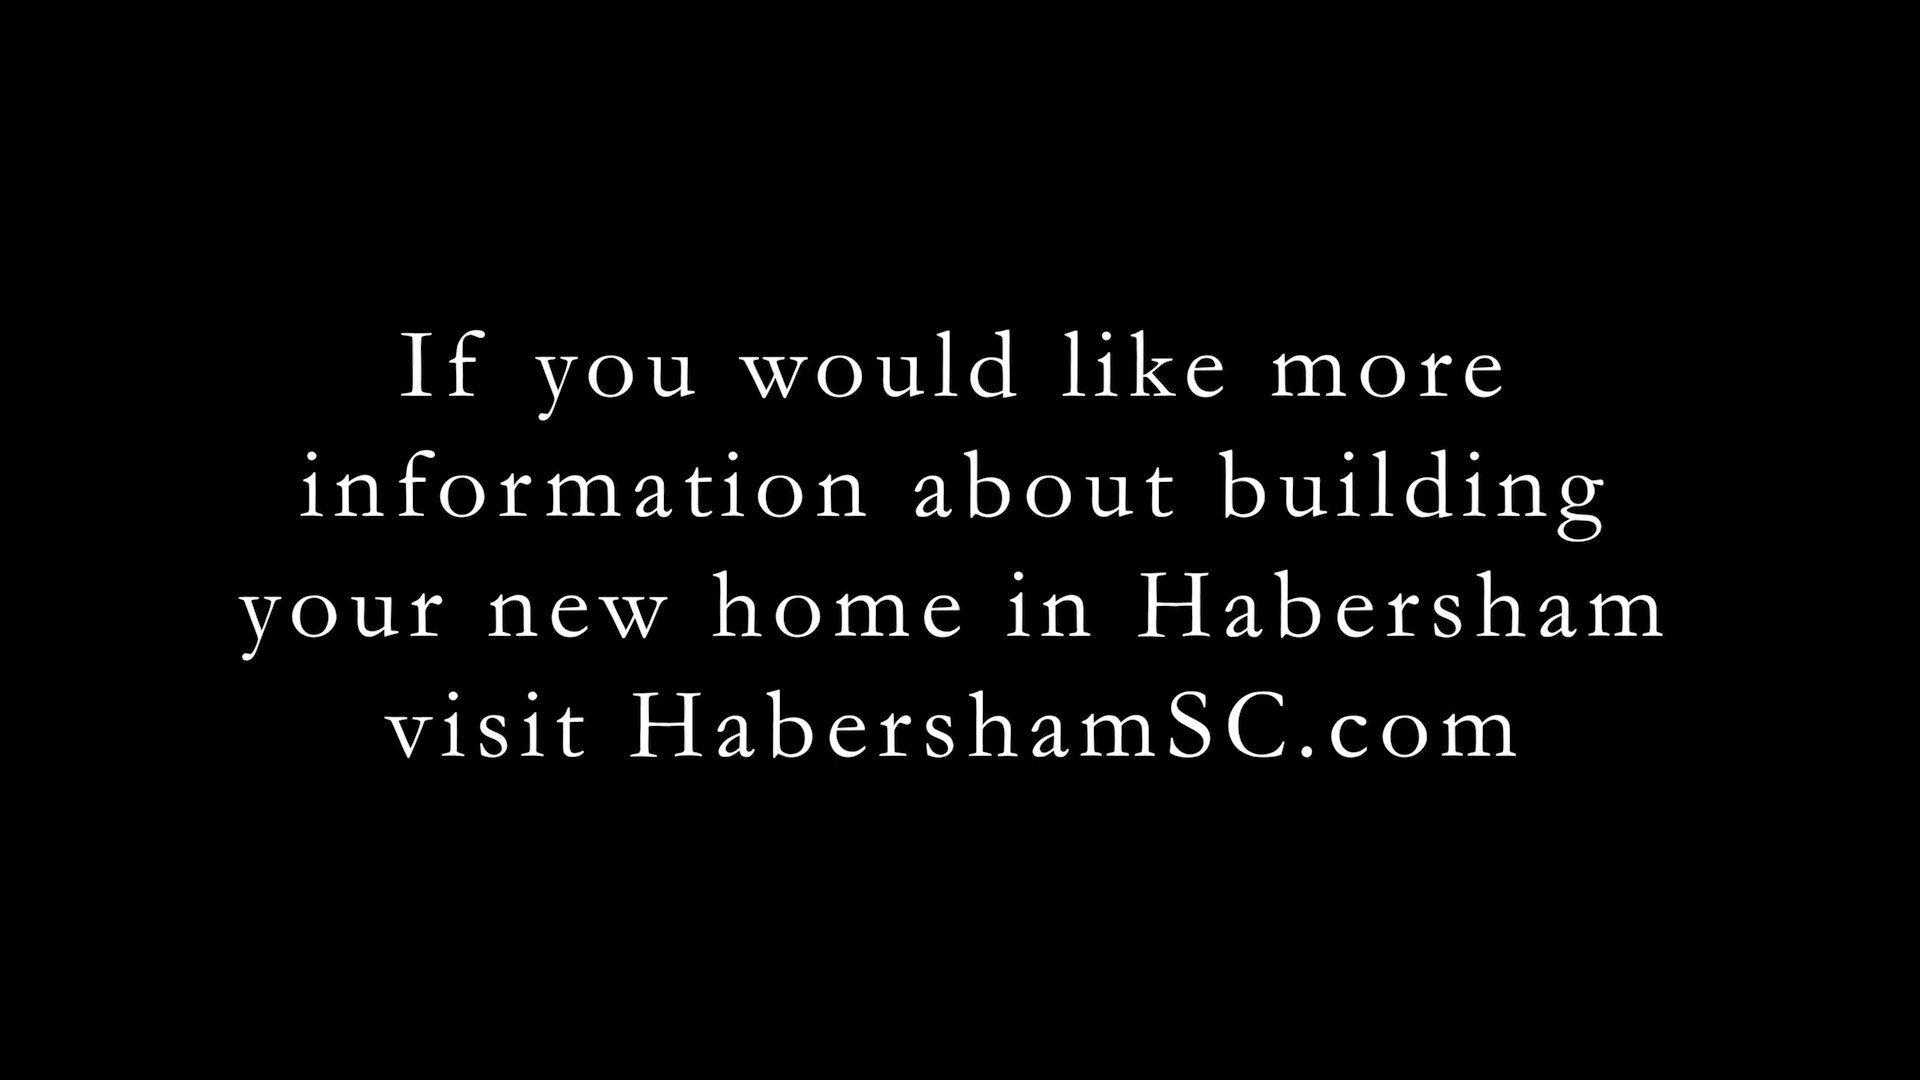 If you would like more
information about building
your new home in Habersham
visit HabershamSC.com